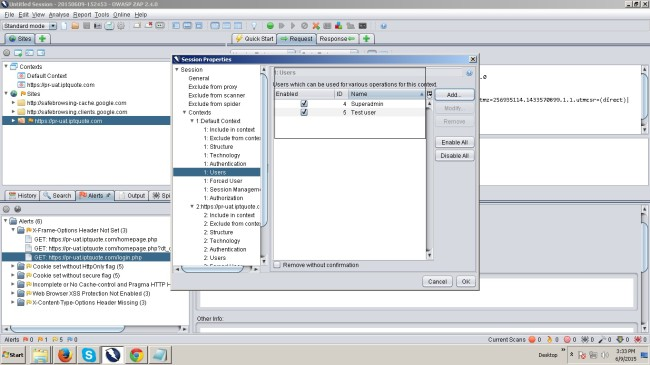 Untitled Session - 20150609-152453 - OWASP ZAP 2.4.0
File Edit View Analyse Report Tools Online Help
Standard mode
Sites
Quick Start Request Response
Contexts
Default Context
https://pr-uat.iptquote.com
Sites
http://safebrowsing-cache.google.com
http://safebrowsing.clients.google.com
https://pr-uat.iptquote.com
Session Properties
Session
General
Exclude from proxy
Exclude from scanner
Exclude from spider
Contexts
1:Default Context
1: Include in context
1: Exclude from contex
1: Structure
1: Technology
1: Authentication
1: Users
1: Forced User
1: Session Managemen
1: Authorization
2:https://pr-uat.iptquote.c
2: Include in context
2: Exclude from contex
2: Structure
2: Technology
2: Authentication
2: Users
1: Users
Users which can be used for various operations for this context.
Enabled ID Name
4 Superadmin
5 Test user
Add...
Modify...
Remove
Enable All
Disable All
Remove without confirmation
Cancel OK
.0
utmz=256935114.1433570699.1.1.utmcsr=(direct)|
History Search Alerts Output Spi
Alerts (6)
X-Frame-Options Header Not Set (3)
GET: https://pr-uat.iptquote.com/homepage.php
GET: https://pr-uat.iptquote.com/homepage.php?dt_c
GET: https://pr-uat.iptquote.com/login.php
Cookie set without HttpOnly flag (5)
Cookie set without secure flag (5)
Incomplete or No Cache-control and Pragma HTTP H
Web Browser XSS Protection Not Enabled (3)
X-Content-Type-Options Header Missing (3)
Other Info:
Alerts 0 1 5 0
Current Scans 0 0 0 0 0 0
Start
Desktop
3:33 PM
6/9/2015